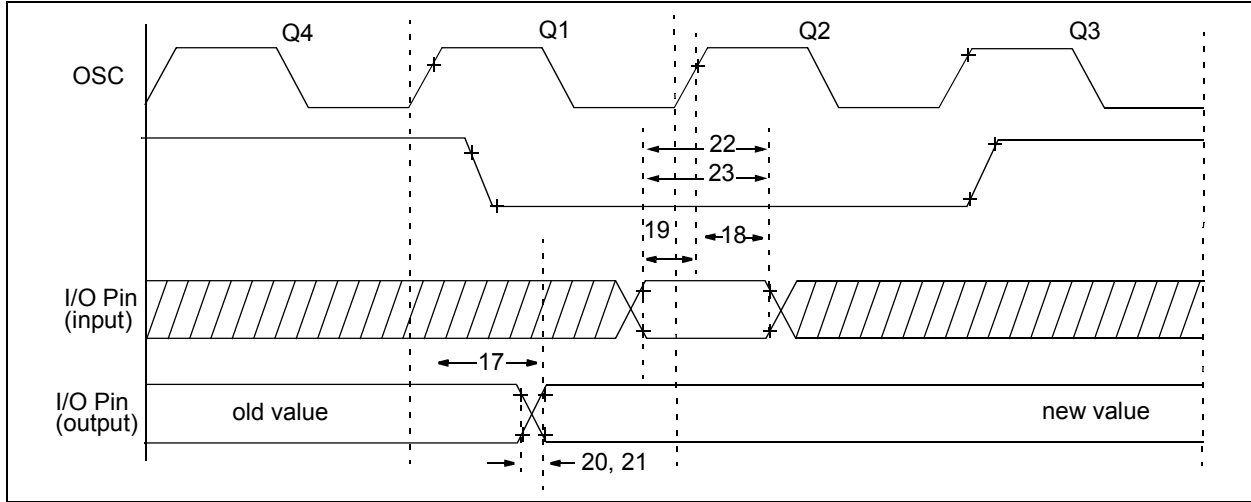 Q4
Q1
Q2
Q3
OSC
22
23
19
18
I/O Pin
(input)
17
I/O Pin
(output)
old value
new value
20, 21